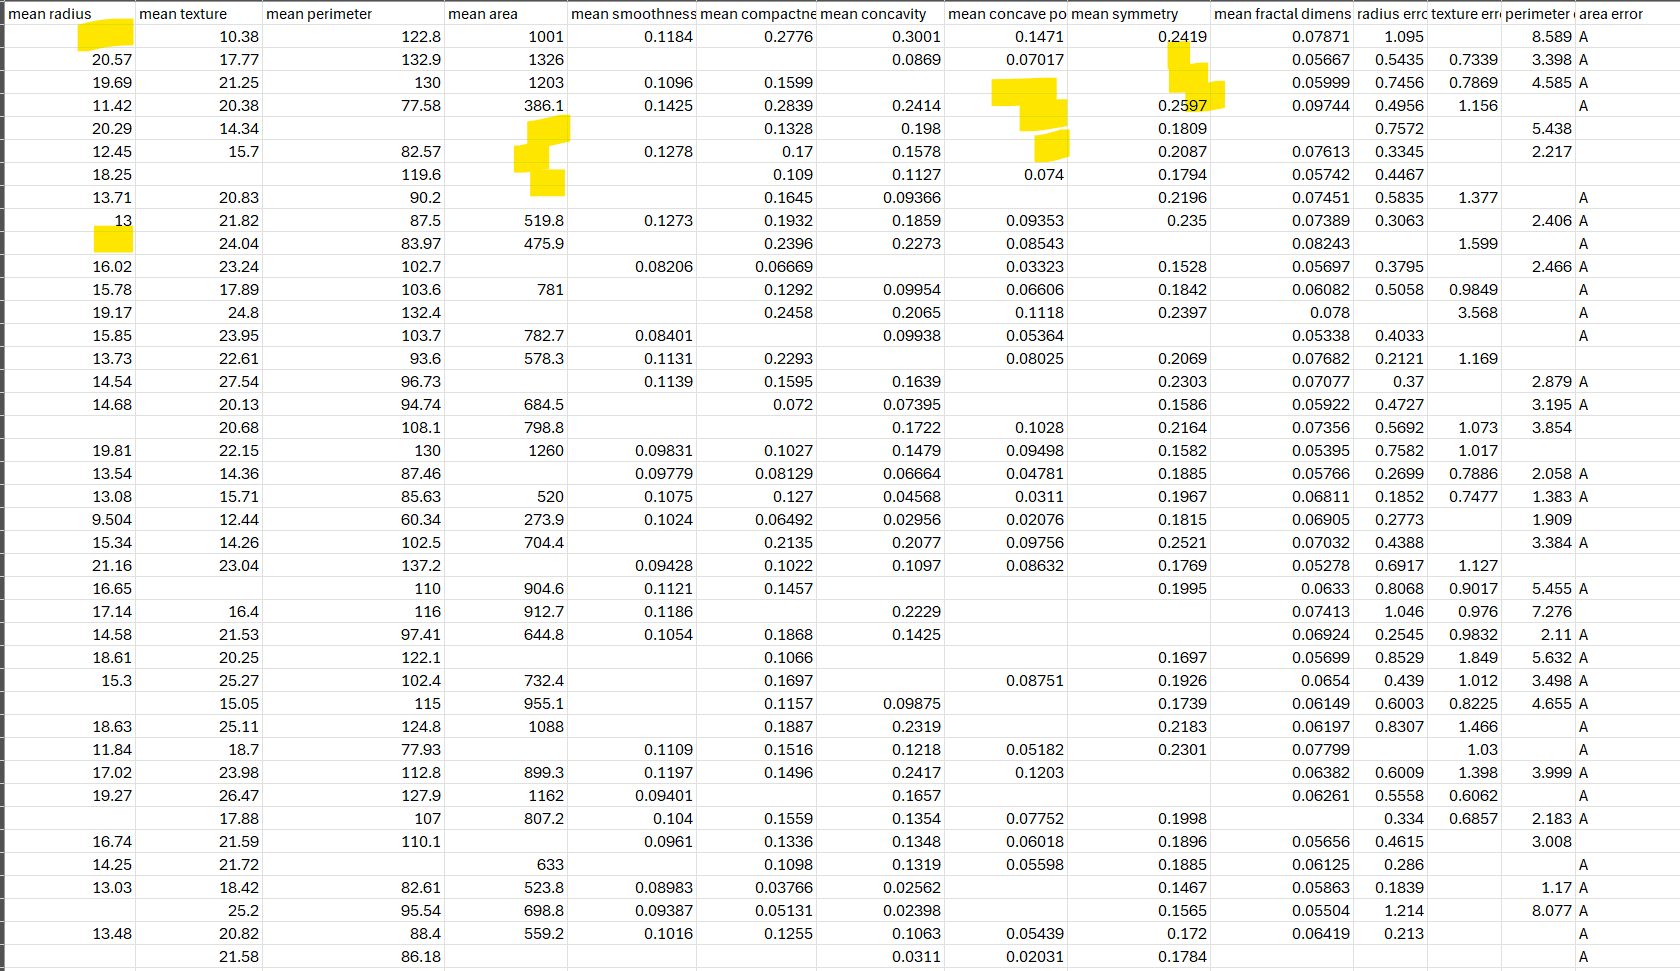 mean radius mean texture mean perimeter mean area mean smoothness mean compactne mean concavity mean concave po mean symmetry mean fractal dimens radius erro texture erro perimeter area error
10.38 122.8 1001 0.1184 0.2776 0.3001 0.1471 0.2419 0.07871 1.095 8.589 A
20.57 17.77 132.9 1326 0.0869 0.07017 0.05667 0.5435 0.7339 3.398 A
19.69 21.25 130 1203 0.1096 0.1599 0.05999 0.7456 0.7869 4.585 A
11.42 20.38 77.58 386.1 0.1425 0.2839 0.2414 0.2597 0.09744 0.4956 1.156 A
20.29 14.34 0.1328 0.198 0.1809 0.7572 5.438
12.45 15.7 82.57 0.1278 0.17 0.1578 0.2087 0.07613 0.3345 2.217
18.25 119.6 0.109 0.1127 0.074 0.1794 0.05742 0.4467
13.71 20.83 90.2 0.1645 0.09366 0.2196 0.07451 0.5835 1.377 A
13 21.82 87.5 519.8 0.1273 0.1932 0.1859 0.09353 0.235 0.07389 0.3063 2.406 A
24.04 83.97 475.9 0.2396 0.2273 0.08543 0.08243 1.599 A
16.02 23.24 102.7 0.08206 0.06669 0.03323 0.1528 0.05697 0.3795 2.466 A
15.78 17.89 103.6 781 0.1292 0.09954 0.06606 0.1842 0.06082 0.5058 0.9849 A
19.17 24.8 132.4 0.2458 0.2065 0.1118 0.2397 0.078 3.568 A
15.85 23.95 103.7 782.7 0.08401 0.09938 0.05364 0.05338 0.4033 A
13.73 22.61 93.6 578.3 0.1131 0.2293 0.08025 0.2069 0.07682 0.2121 1.169
14.54 27.54 96.73 0.1139 0.1595 0.1639 0.2303 0.07077 0.37 2.879 A
14.68 20.13 94.74 684.5 0.072 0.07395 0.1586 0.05922 0.4727 3.195 A
20.68 108.1 798.8 0.1722 0.1028 0.2164 0.07356 0.5692 1.073 3.854
19.81 22.15 130 1260 0.09831 0.1027 0.1479 0.09498 0.1582 0.05395 0.7582 1.017
13.54 14.36 87.46 0.09779 0.08129 0.06664 0.04781 0.1885 0.05766 0.2699 0.7886 2.058 A
13.08 15.71 85.63 520 0.1075 0.127 0.04568 0.0311 0.1967 0.06811 0.1852 0.7477 1.383 A
9.504 12.44 60.34 273.9 0.1024 0.06492 0.02956 0.02076 0.1815 0.06905 0.2773 1.909
15.34 14.26 102.5 704.4 0.2135 0.2077 0.09756 0.2521 0.07032 0.4388 3.384 A
21.16 23.04 137.2 0.09428 0.1022 0.1097 0.08632 0.1769 0.05278 0.6917 1.127
16.65 110 904.6 0.1121 0.1457 0.1995 0.0633 0.8068 0.9017 5.455 A
17.14 16.4 116 912.7 0.1186 0.2229 0.07413 1.046 0.976 7.276
14.58 21.53 97.41 644.8 0.1054 0.1868 0.1425 0.06924 0.2545 0.9832 2.11 A
18.61 20.25 122.1 0.1066 0.1697 0.05699 0.8529 1.849 5.632 A
15.3 25.27 102.4 732.4 0.1697 0.08751 0.1926 0.0654 0.439 1.012 3.498 A
15.05 115 955.1 0.1157 0.09875 0.1739 0.06149 0.6003 0.8225 4.655 A
18.63 25.11 124.8 1088 0.1887 0.2319 0.2183 0.06197 0.8307 1.466 A
11.84 18.7 77.93 0.1109 0.1516 0.1218 0.05182 0.2301 0.07799 1.03 A
17.02 23.98 112.8 899.3 0.1197 0.1496 0.2417 0.1203 0.06382 0.6009 1.398 3.999 A
19.27 26.47 127.9 1162 0.09401 0.1657 0.06261 0.5558 0.6062 A
17.88 107 807.2 0.104 0.1559 0.1354 0.07752 0.1998 0.334 0.6857 2.183 A
16.74 21.59 110.1 0.0961 0.1336 0.1348 0.06018 0.1896 0.05656 0.4615 3.008
14.25 21.72 633 0.1098 0.1319 0.05598 0.1885 0.06125 0.286 A
13.03 18.42 82.61 523.8 0.08983 0.03766 0.02562 0.1467 0.05863 0.1839 1.17 A
25.2 95.54 698.8 0.09387 0.05131 0.02398 0.1565 0.05504 1.214 8.077 A
13.48 20.82 88.4 559.2 0.1016 0.1255 0.1063 0.05439 0.172 0.06419 0.213 A
21.58 86.18 0.0311 0.02031 0.1784 A